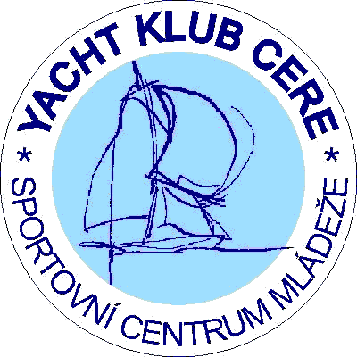 YACHT KLUB CERE
* SPORTOVNÍ CENTRUM MLÁDEŽE *